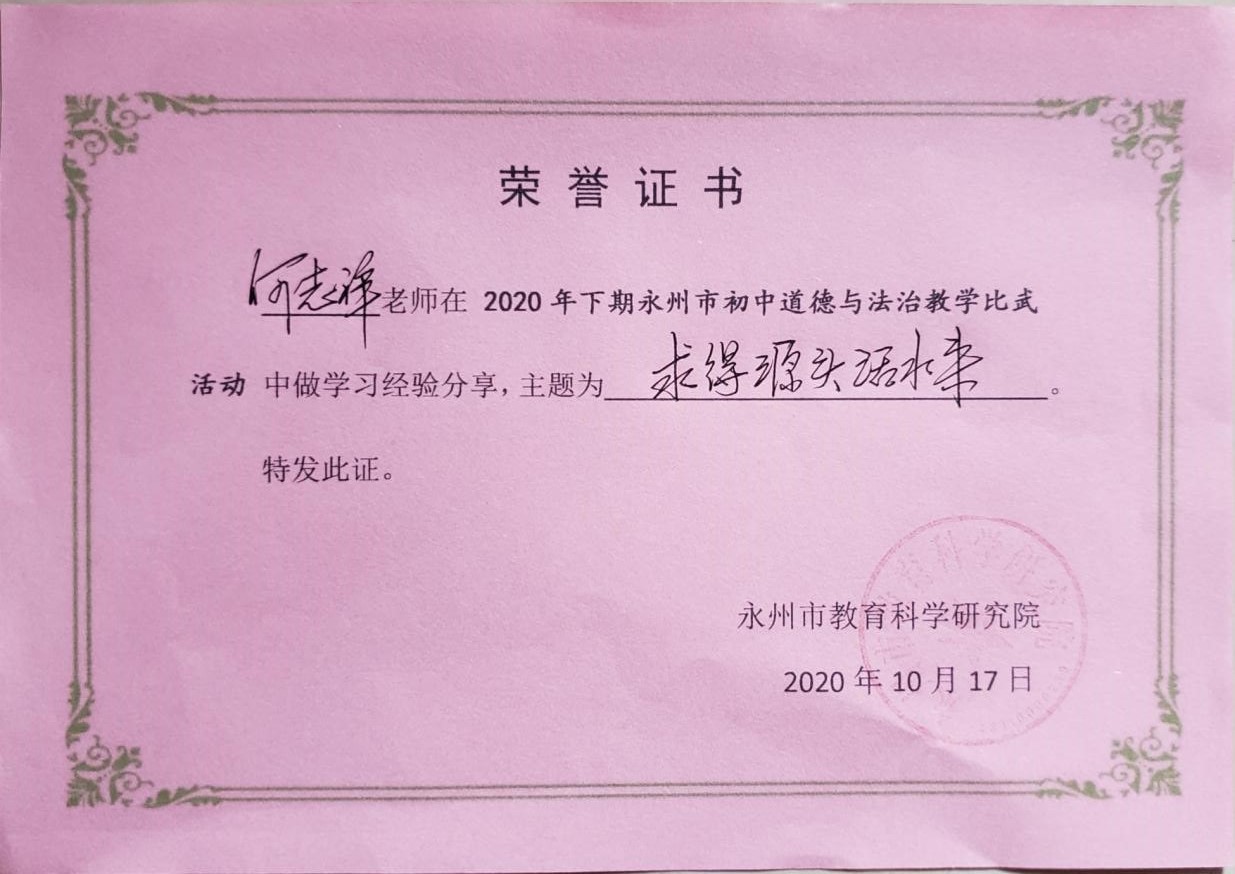 荣誉证书
何志祥老师在 2020 年下期永州市初中道德与法治教学比武
活动 中做学习经验分享,主题为求得源头活水来。
特发此证。
永州市教育科学研究院
2020 年 10 月 17 日